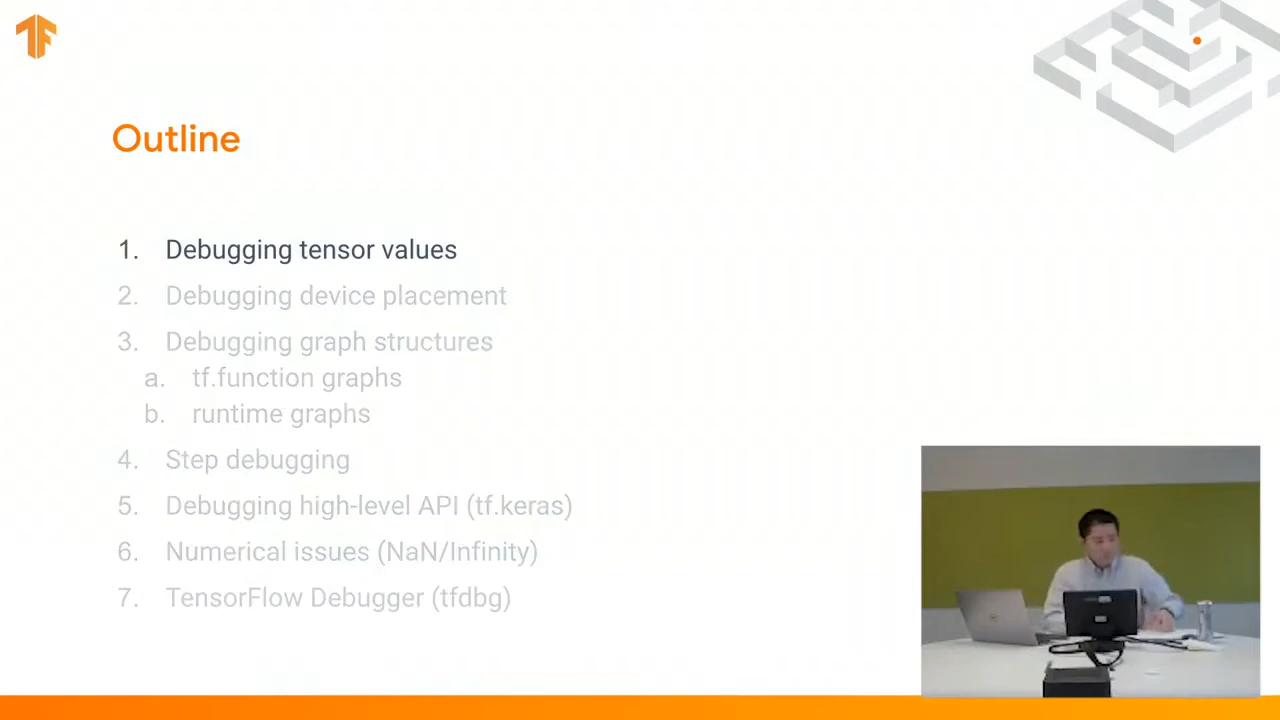 Outline
1. Debugging tensor values
2. Debugging device placement
3. Debugging graph structures
a. tf.function graphs
b. runtime graphs
4. Step debugging
5. Debugging high-level API (tf.keras)
6. Numerical issues (NaN/Infinity)
7. TensorFlow Debugger (tfdbg)